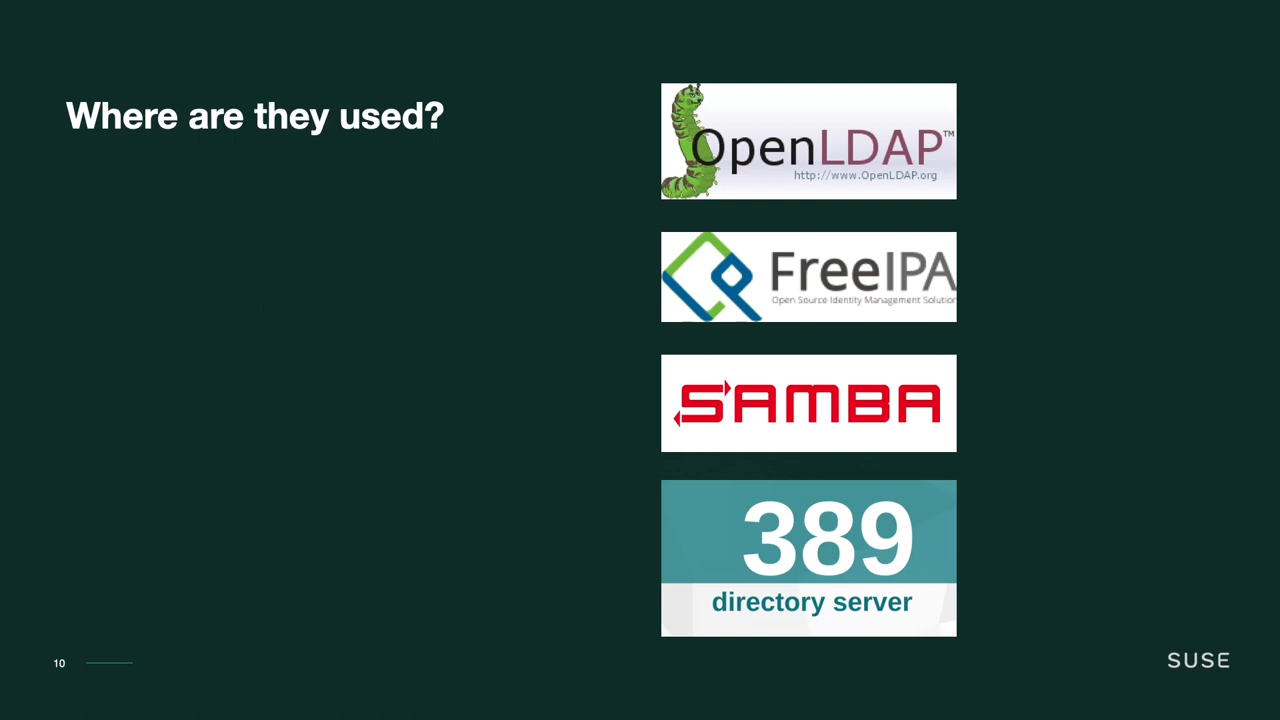 Where are they used?
OpenLDAP™
http://www.OpenLDAP.org
FreeIPA
Open Source Identity Management Solution
SAMBA
389
directory server
10
SUSE